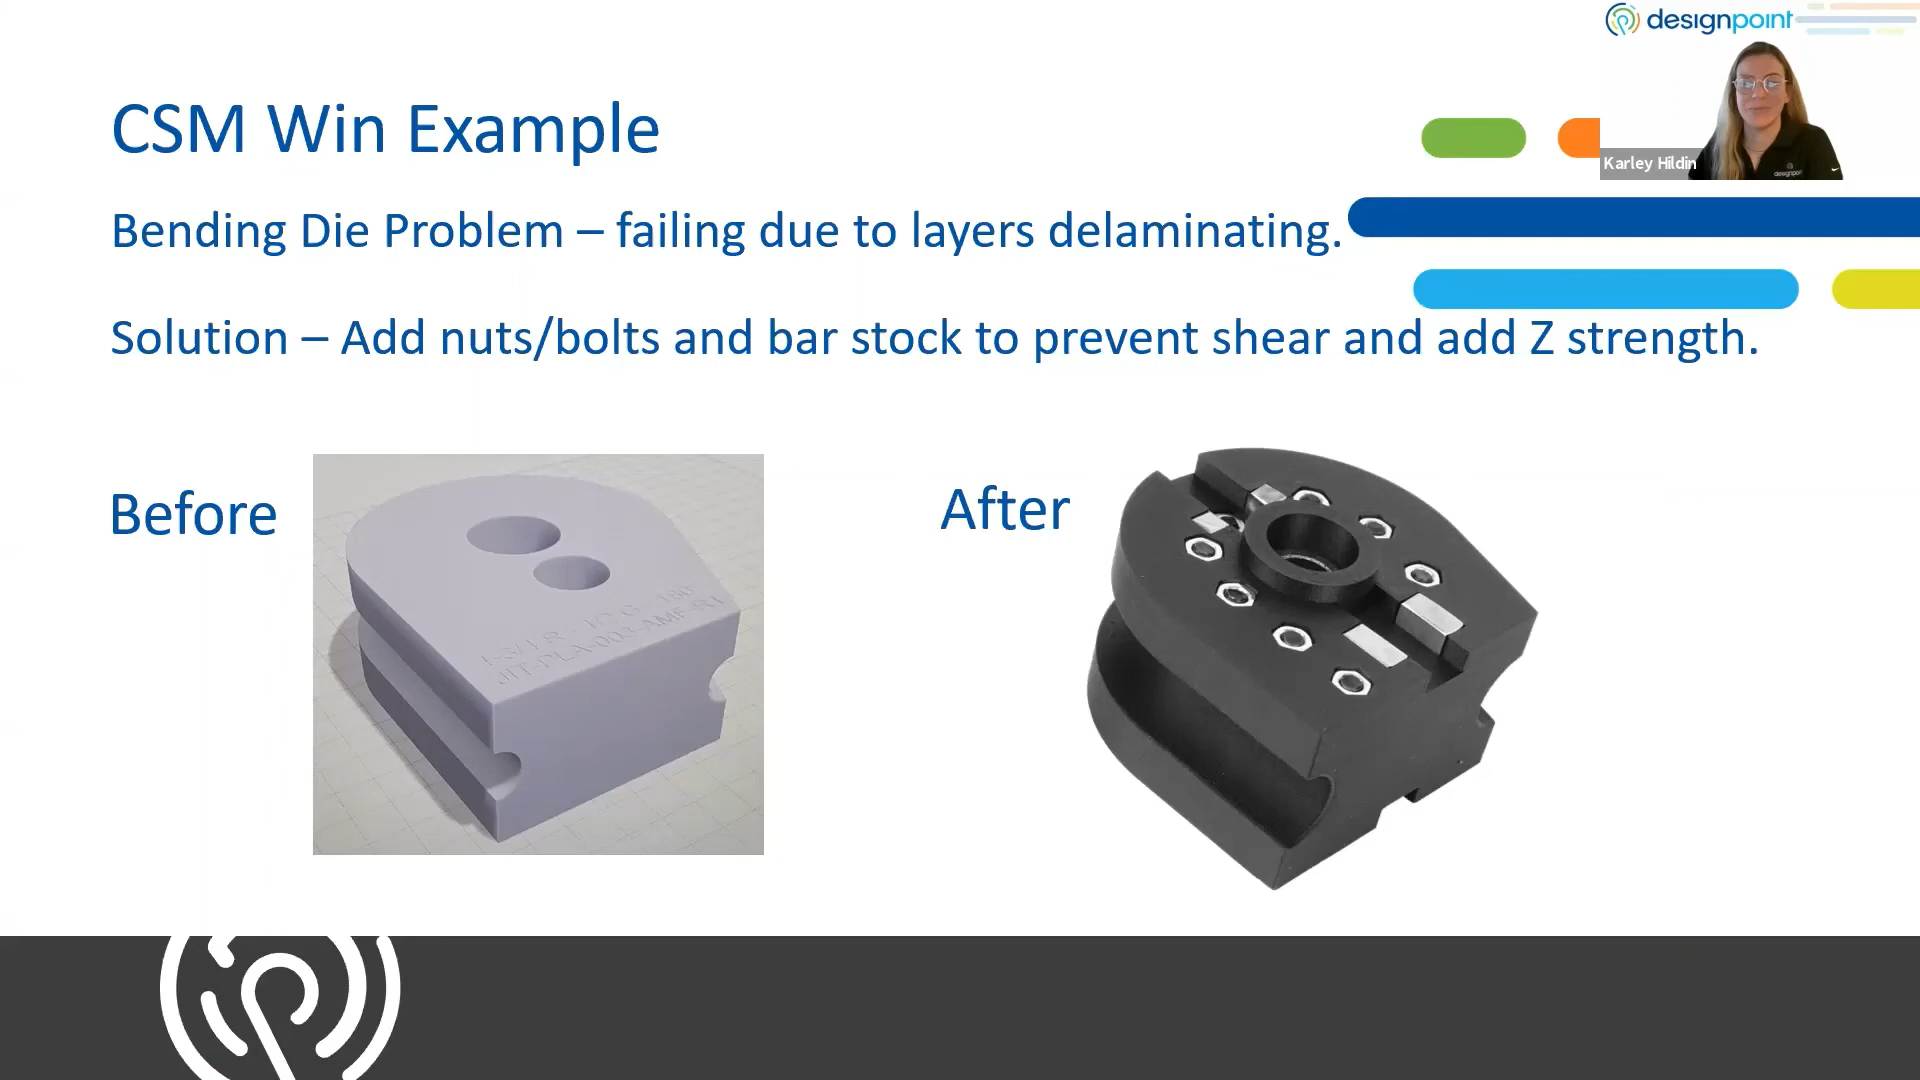 designpoint
CSM Win Example
Karley Hildin
designpoint
Bending Die Problem – failing due to layers delaminating.
Solution – Add nuts/bolts and bar stock to prevent shear and add Z strength.
Before
After